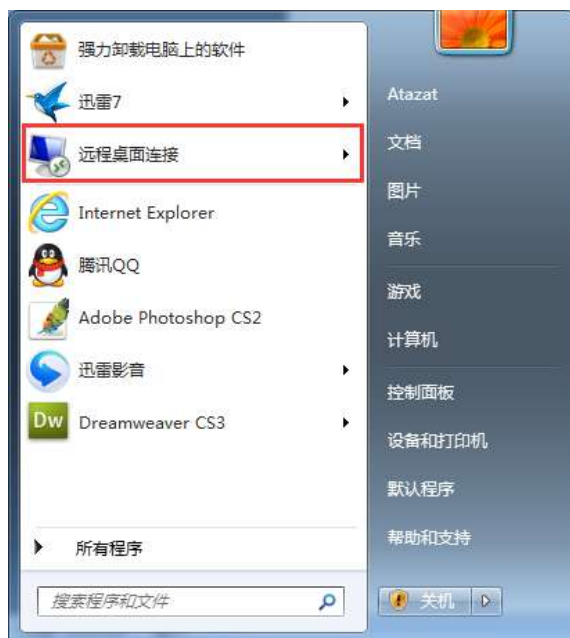 强力卸载电脑上的软件
迅雷7
远程桌面连接
Internet Explorer
腾讯QQ
Adobe Photoshop CS2
迅雷影音
Dw
Dreamweaver CS3
所有程序
搜索程序和文件
Atazat
文档
图片
音乐
游戏
计算机
控制面板
设备和打印机
默认程序
帮助和支持
关机